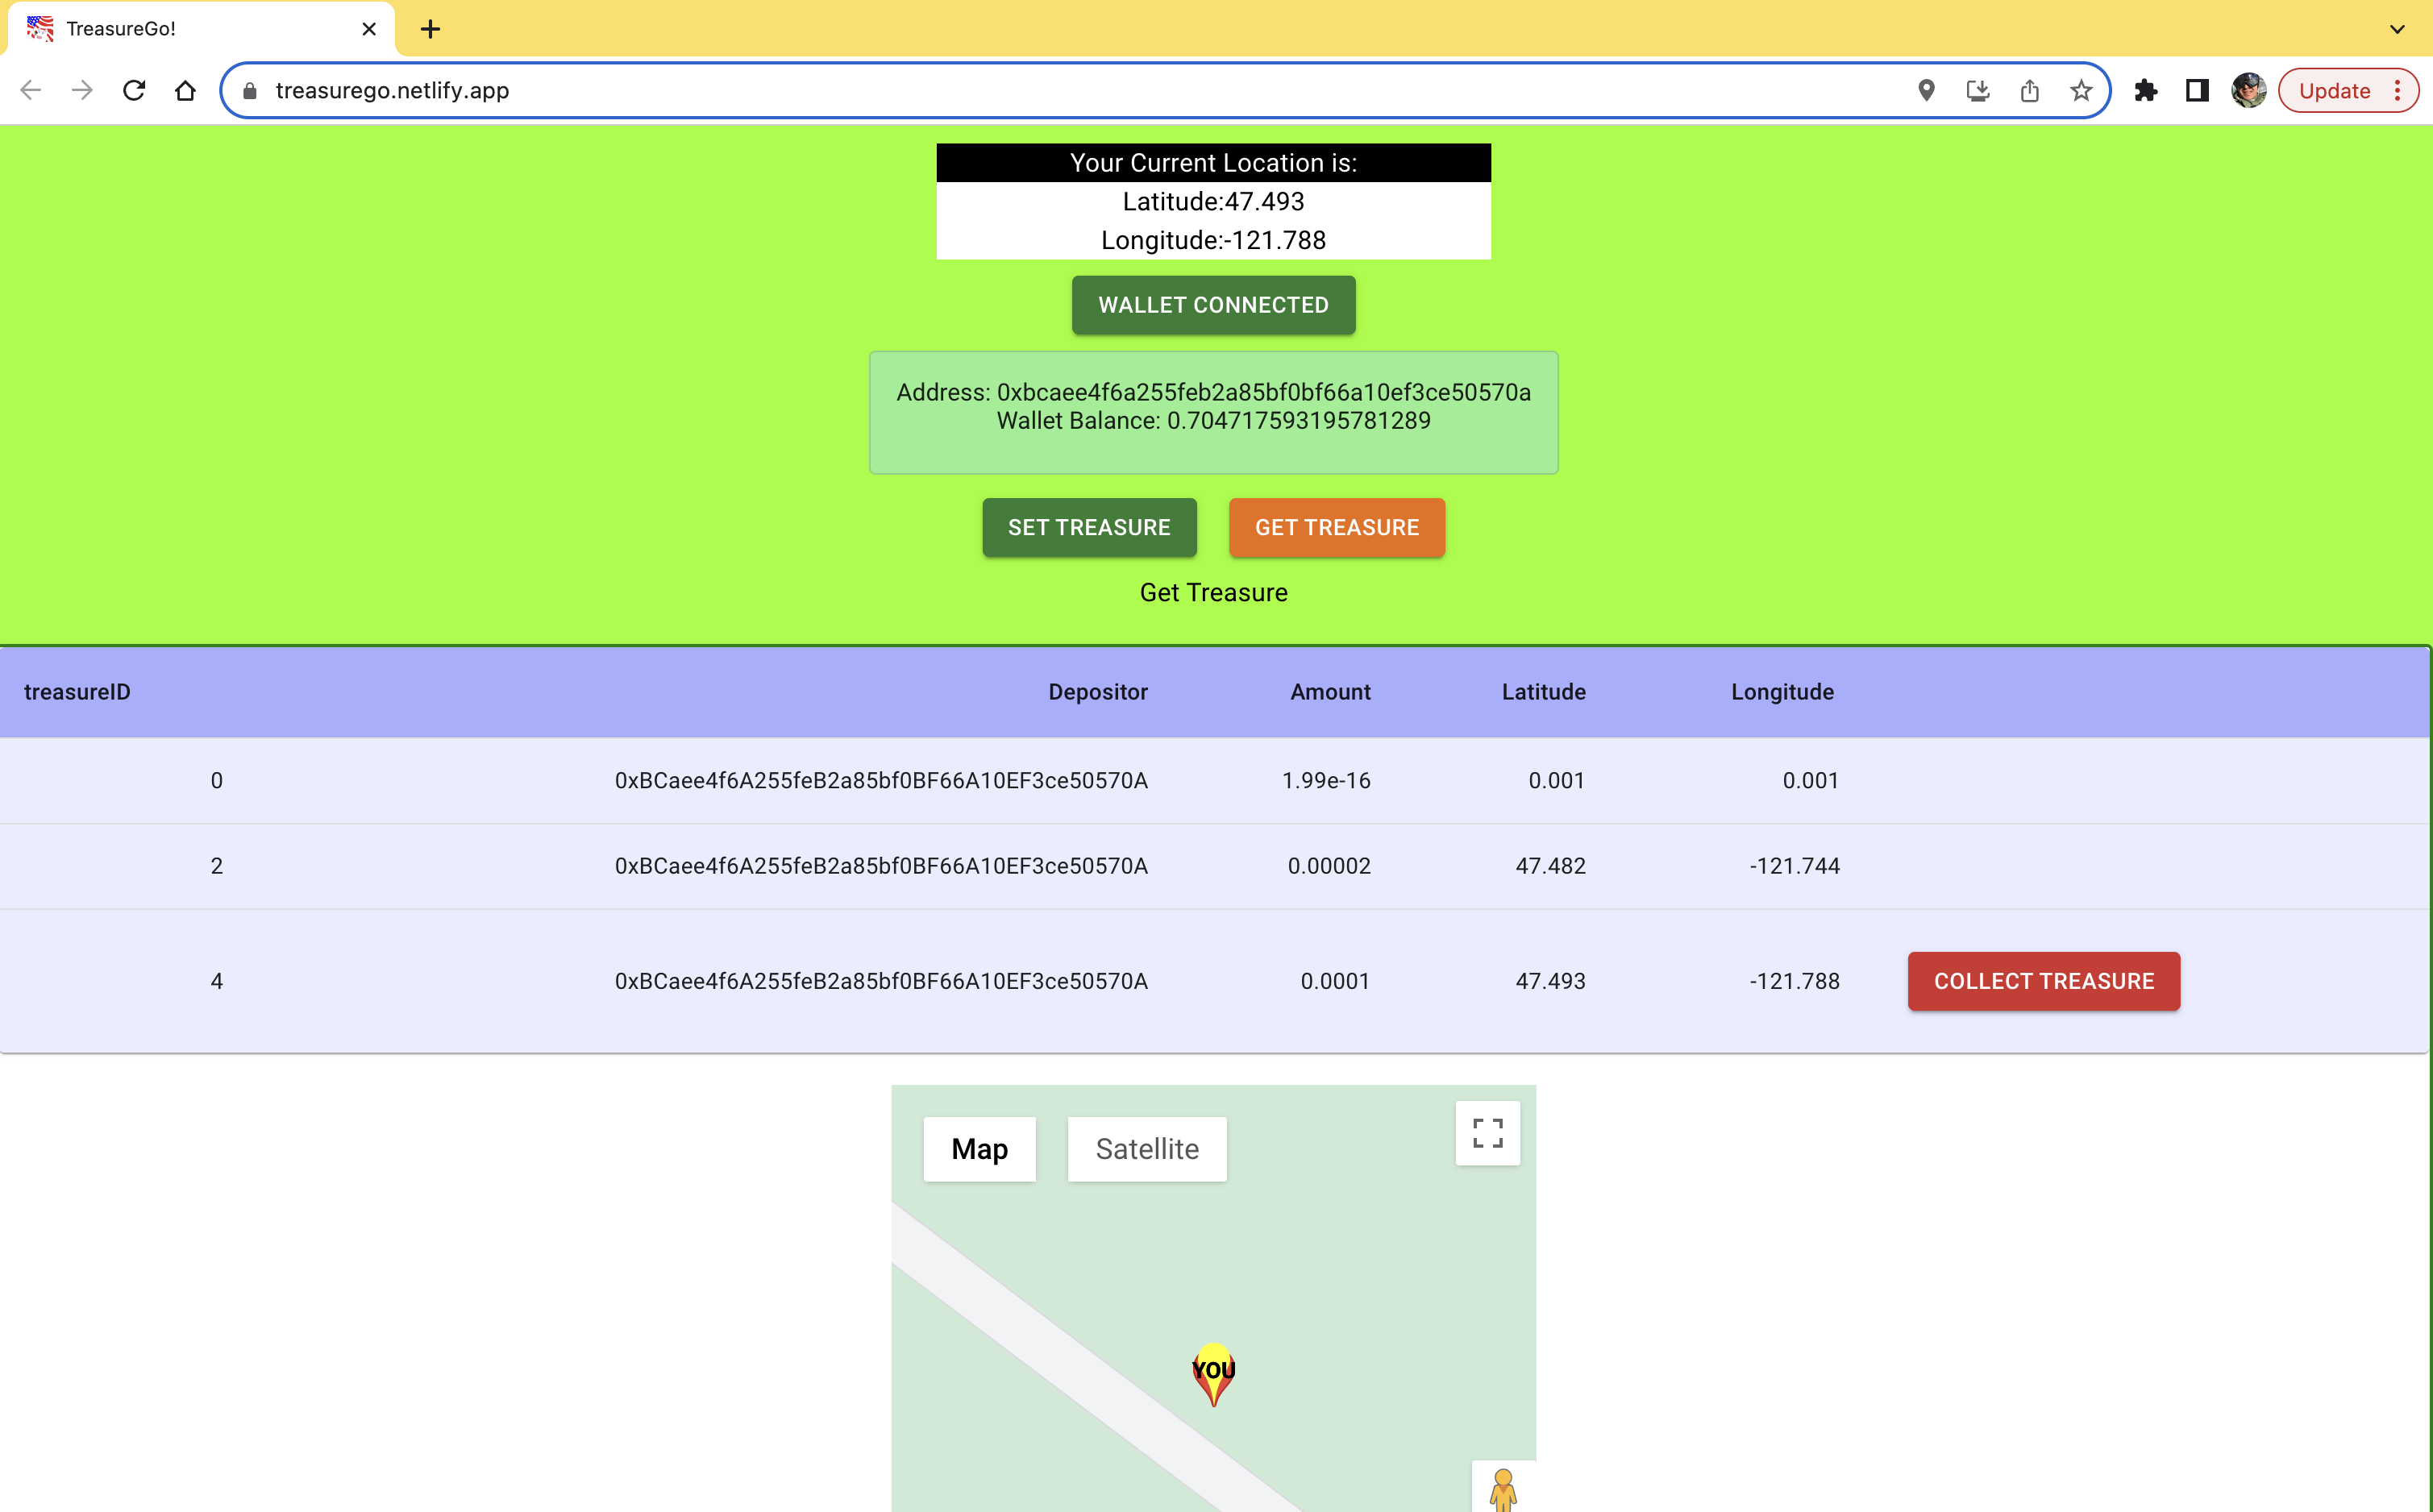 TreasureGo!
treasurego.netlify.app
Update
Your Current Location is:
Latitude:47.493
Longitude:-121.788
WALLET CONNECTED
Address: 0xbcaee4f6a255feb2a85bf0bf66a10ef3ce50570a
Wallet Balance: 0.704717593195781289
SET TREASURE GET TREASURE
Get Treasure
treasureID Depositor Amount Latitude Longitude
0 0xBCaee4f6A255feB2a85bf0BF66A10EF3ce50570A 1.99e-16 0.001 0.001
2 0xBCaee4f6A255feB2a85bf0BF66A10EF3ce50570A 0.00002 47.482 -121.744
4 0xBCaee4f6A255feB2a85bf0BF66A10EF3ce50570A 0.0001 47.493 -121.788 COLLECT TREASURE
Map Satellite
YOU